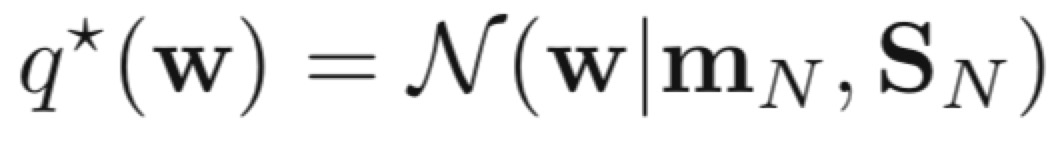 q⋆(𝐰) = 𝒩(𝐰|𝐦_N, 𝐒_N)